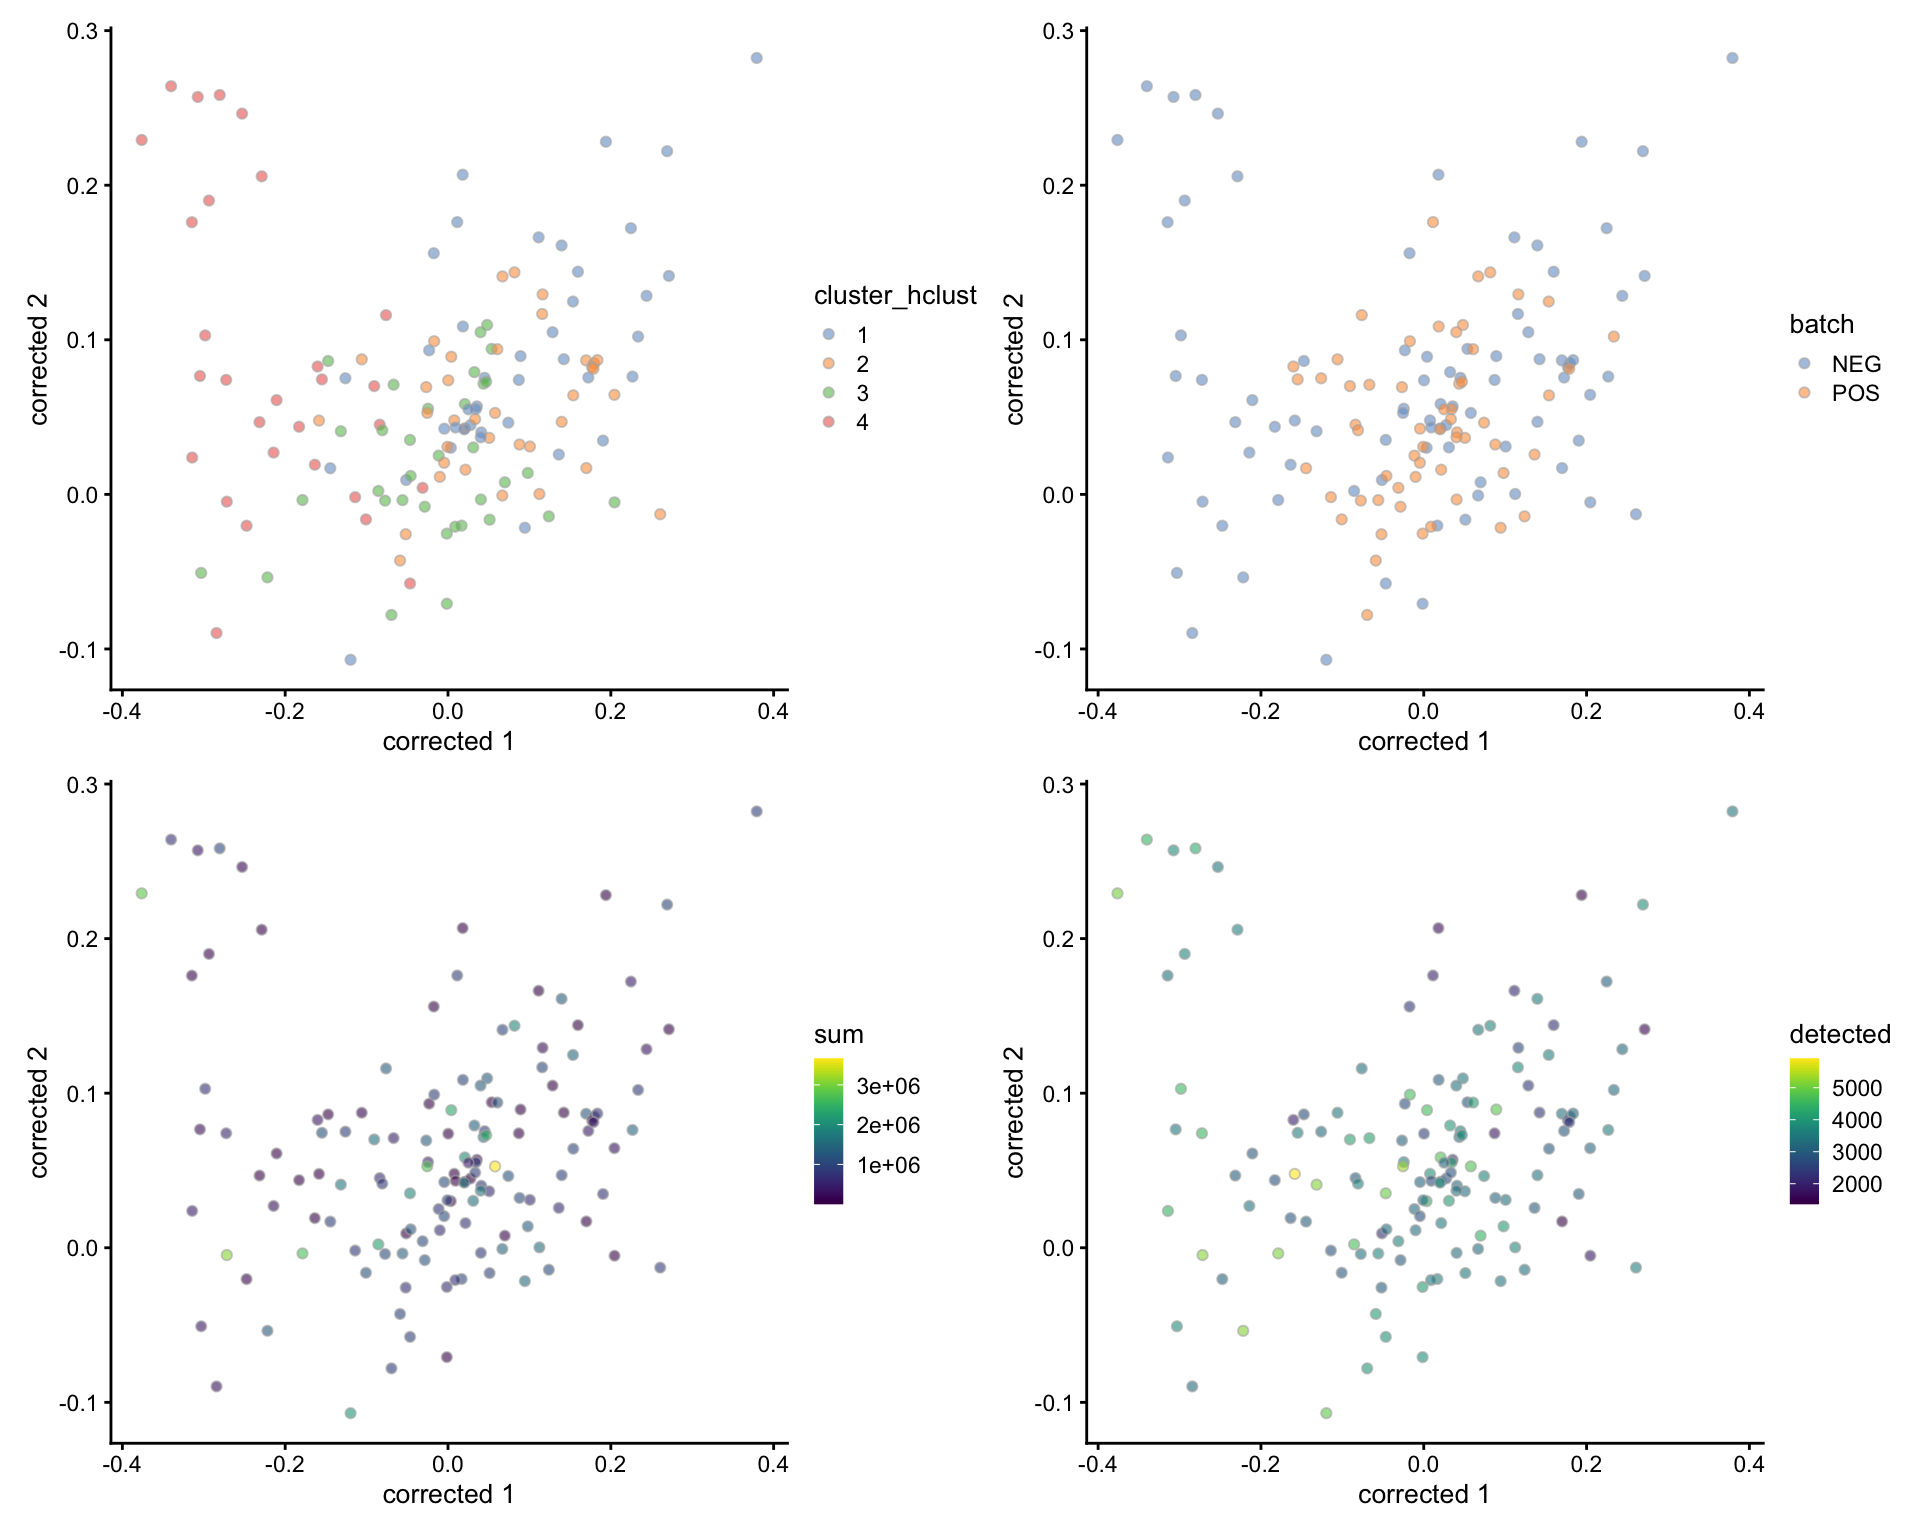 0.3
0.2
0.1
0.0
-0.1
corrected 2
-0.4 -0.2 0.0 0.2 0.4
corrected 1
cluster_hclust
1
2
3
4
0.3
0.2
0.1
0.0
-0.1
corrected 2
-0.4 -0.2 0.0 0.2 0.4
corrected 1
batch
NEG
POS
0.3
0.2
0.1
0.0
-0.1
corrected 2
-0.4 -0.2 0.0 0.2 0.4
corrected 1
sum
3e+06
2e+06
1e+06
0.3
0.2
0.1
0.0
-0.1
corrected 2
-0.4 -0.2 0.0 0.2 0.4
corrected 1
detected
5000
4000
3000
2000